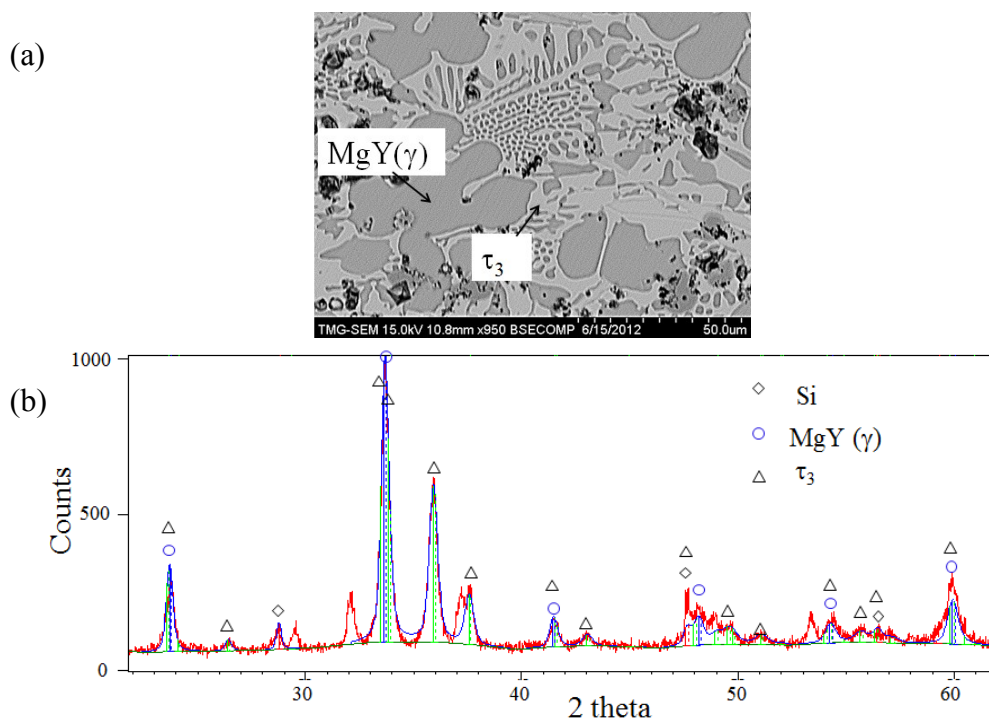 (a)
MgY(γ)
τ3
TMG-SEM 15.0kV 10.8mm x950 BSECOMP 6/15/2012 50.0um
(b)
1000
500
0
Counts
Si
MgY (γ)
τ3
30 40 50 60
2 theta